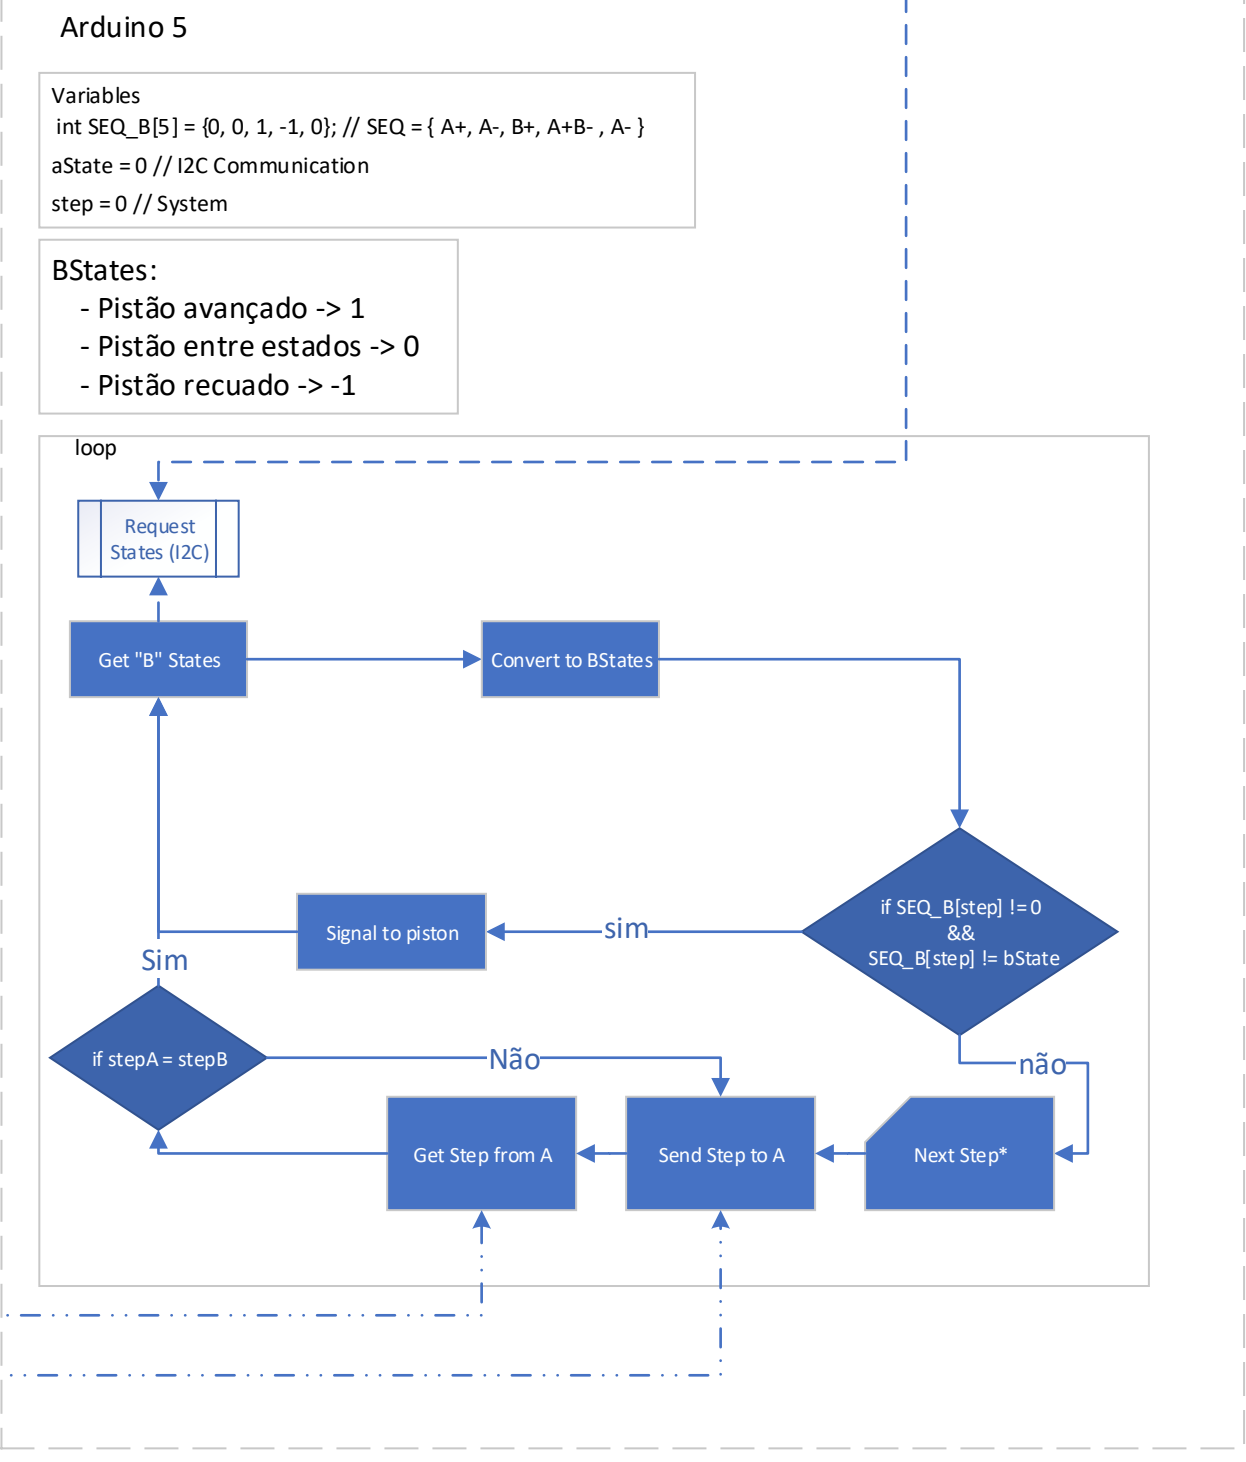 Arduino 5
Variables
int SEQ_B[5] = {0, 0, 1, -1, 0}; // SEQ = { A+, A-, B+, A+B- , A- }
aState = 0 // I2C Communication
step = 0 // System
BStates:
- Pistão avançado -> 1
- Pistão entre estados -> 0
- Pistão recuado -> -1
loop
Request
States (I2C)
Get "B" States
Convert to BStates
if SEQ_B[step] != 0
&&
SEQ_B[step] != bState
sim
Signal to piston
Sim
if stepA = stepB
Não
não
Get Step from A
Send Step to A
Next Step*